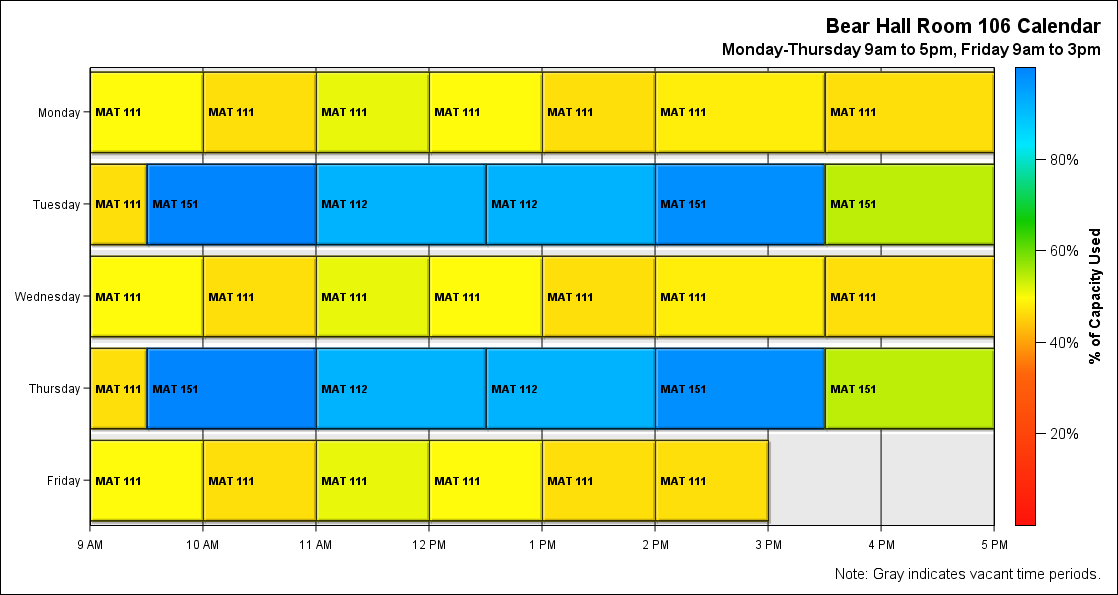 Bear Hall Room 106 Calendar
Monday-Thursday 9am to 5pm, Friday 9am to 3pm
Monday MAT 111 MAT 111 MAT 111 MAT 111 MAT 111 MAT 111 MAT 111
Tuesday MAT 111 MAT 151 MAT 112 MAT 112 MAT 151 MAT 151
Wednesday MAT 111 MAT 111 MAT 111 MAT 111 MAT 111 MAT 111 MAT 111
Thursday MAT 111 MAT 151 MAT 112 MAT 112 MAT 151 MAT 151
Friday MAT 111 MAT 111 MAT 111 MAT 111 MAT 111 MAT 111
9 AM 10 AM 11 AM 12 PM 1 PM 2 PM 3 PM 4 PM 5 PM
80%
60%
40%
20%
% of Capacity Used
Note: Gray indicates vacant time periods.